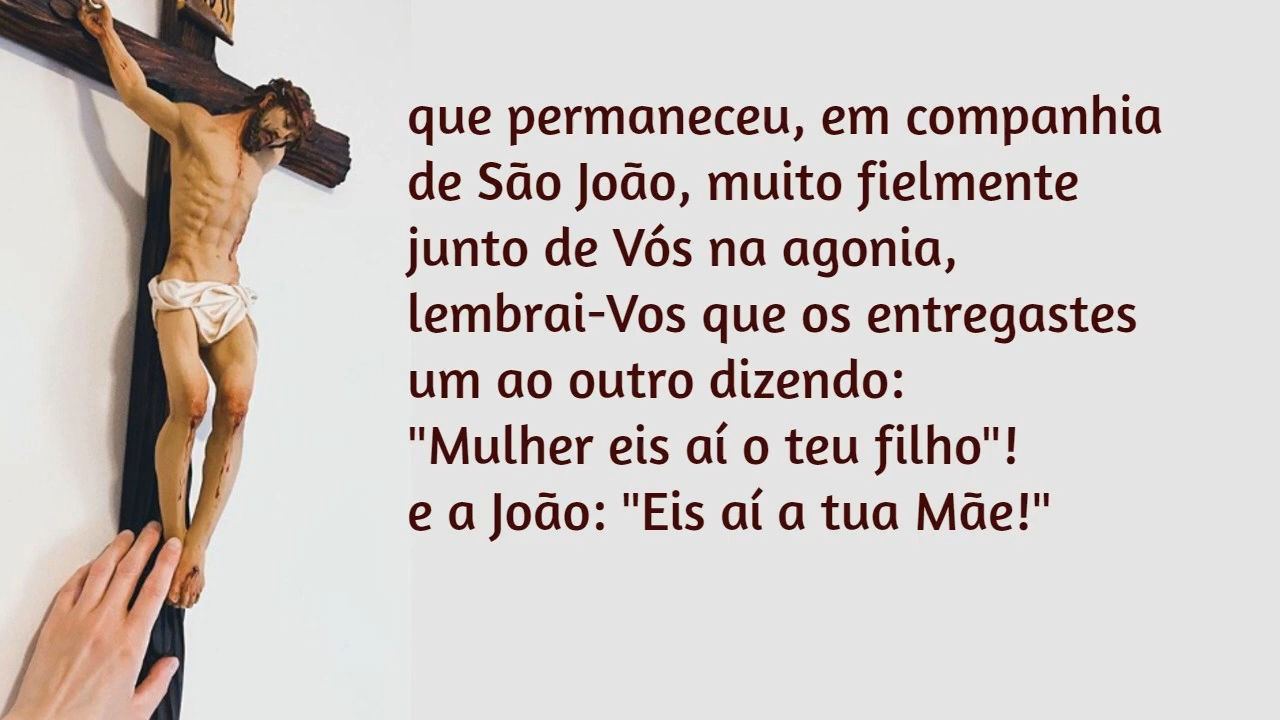 que permaneceu, em companhia
de São João, muito fielmente
junto de Vós na agonia,
lembrai-Vos que os entregastes
um ao outro dizendo:
"Mulher eis aí o teu filho"!
e a João: "Eis aí a tua Mãe!"